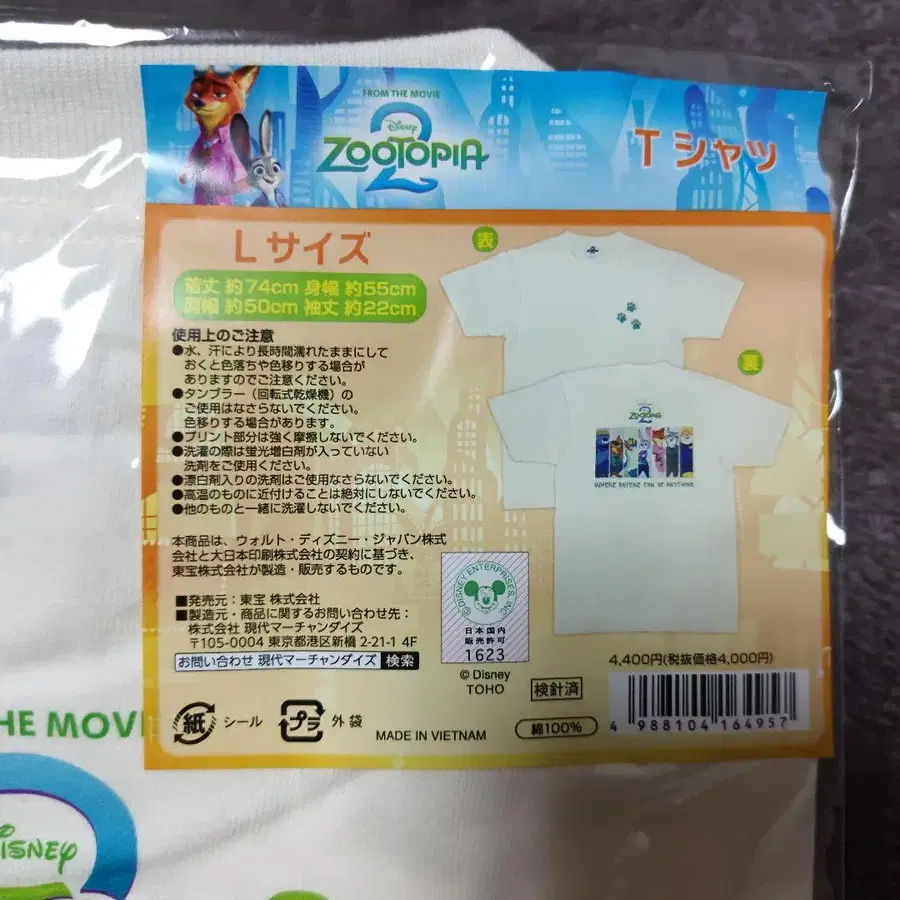 FROM THE MOVIE
Disney
ZOOTOPIA
2
Tシャツ
Lサイズ
着丈 約74cm 身幅 約55cm
肩幅 約50cm 袖丈 約22cm
使用上のご注意
●水、汗により長時間濡れたままにして
おくと色落ちや色移りする場合が
ありますのでご注意ください。
●タンブラー（回転式乾燥機）の
ご使用はなさらないでください。
色移りする場合があります。
●プリント部分は強く摩擦しないでください。
●洗濯の際は蛍光増白剤が入っていない
洗剤をご使用ください。
●漂白剤入りの洗剤はご使用なさらないでください。
●高温のものに近付けることは絶対にしないでください。
●他のものと一緒に洗濯しないでください。
本商品は、ウォルト・ディズニー・ジャパン株式
会社と大日本印刷株式会社の契約に基づき、
東宝株式会社が製造・販売するものです。
■発売元：東宝 株式会社
■製造元・商品に関するお問い合わせ先：
株式会社 現代マーチャンダイズ
〒105-0004 東京都港区新橋 2-21-1 4F
お問い合わせ 現代マーチャンダイズ 検索
紙 シール
プラ 外袋
MADE IN VIETNAM
表
裏
ZOOTOPIA
2
WHERE ANYONE CAN BE ANYTHING
©DISNEY ENTERPRISES, INC.
日本国内
販売許可
1623
© Disney
TOHO
検針済
綿100%
4,400円(税抜価格4,000円)
4 988104 164957
THE MOVI
DISNEY